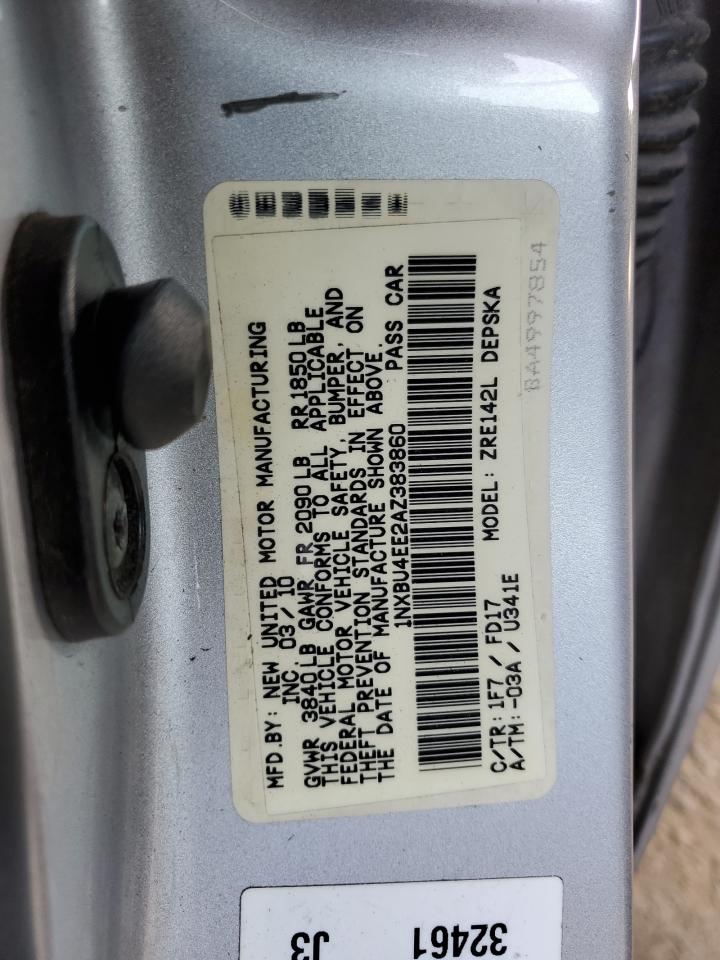 MFD.BY: NEW UNITED MOTOR MANUFACTURING
INC. 03/10
GVWR 3840LB GAWR FR 2090LB RR1850LB
THIS VEHICLE CONFORMS TO ALL APPLICABLE
FEDERAL MOTOR VEHICLE SAFETY, BUMPER, AND
THEFT PREVENTION STANDARDS IN EFFECT ON
THE DATE OF MANUFACTURE SHOWN ABOVE.
1NXBU4EE2AZ383860 PASS CAR
C/TR: 1F7 / FD17 MODEL: ZRE142L DEPSKA
A/TM: -03A / U341E
BA4997854
32461
J3